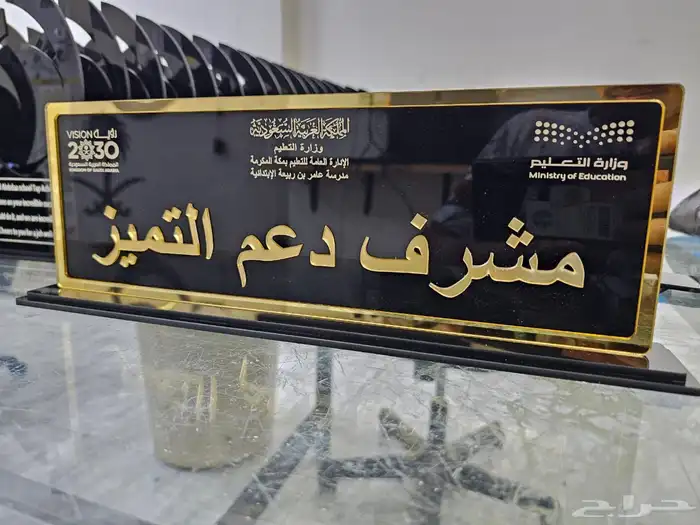 رؤية VISION
2030
المملكة العربية السعودية
KINGDOM OF SAUDI ARABIA
المملكة العربية السعودية
وزارة التعليم
الإدارة العامة للتعليم بمكة المكرمة
مدرسة عامر بن ربيعة الإبتدائية
وزارة التعليم
Ministry of Education
مشرف دعم التميز
حراج